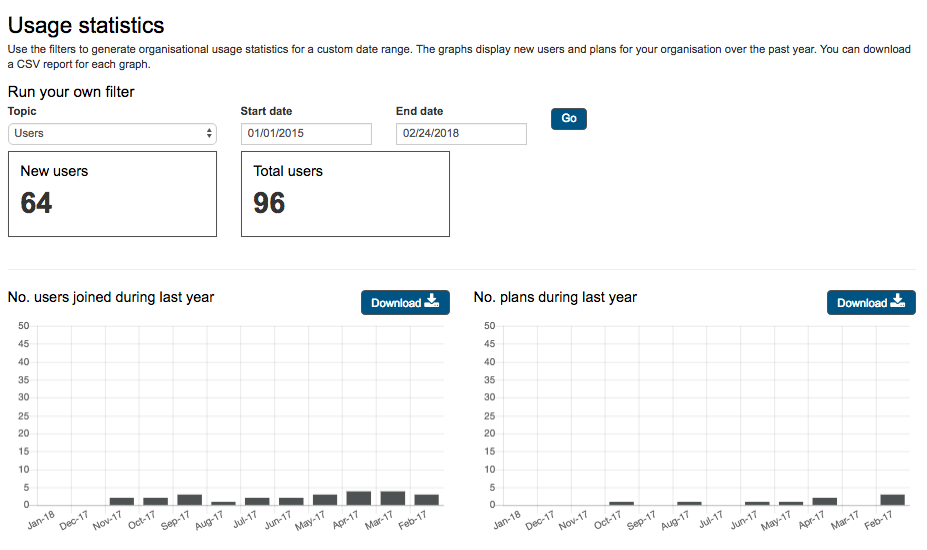 Usage statistics
Use the filters to generate organisational usage statistics for a custom date range. The graphs display new users and plans for your organisation over the past year. You can download
a CSV report for each graph.
Run your own filter
Topic Start date End date
Users 01/01/2015 02/24/2018 Go
New users Total users
64 96
No. users joined during last year Download No. plans during last year Download
50 50
45 45
40 40
35 35
30 30
25 25
20 20
15 15
10 10
5 5
0 0
Jan-18 Dec-17 Nov-17 Oct-17 Sep-17 Aug-17 Jul-17 Jun-17 May-17 Apr-17 Mar-17 Feb-17 Jan-18 Dec-17 Nov-17 Oct-17 Sep-17 Aug-17 Jul-17 Jun-17 May-17 Apr-17 Mar-17 Feb-17